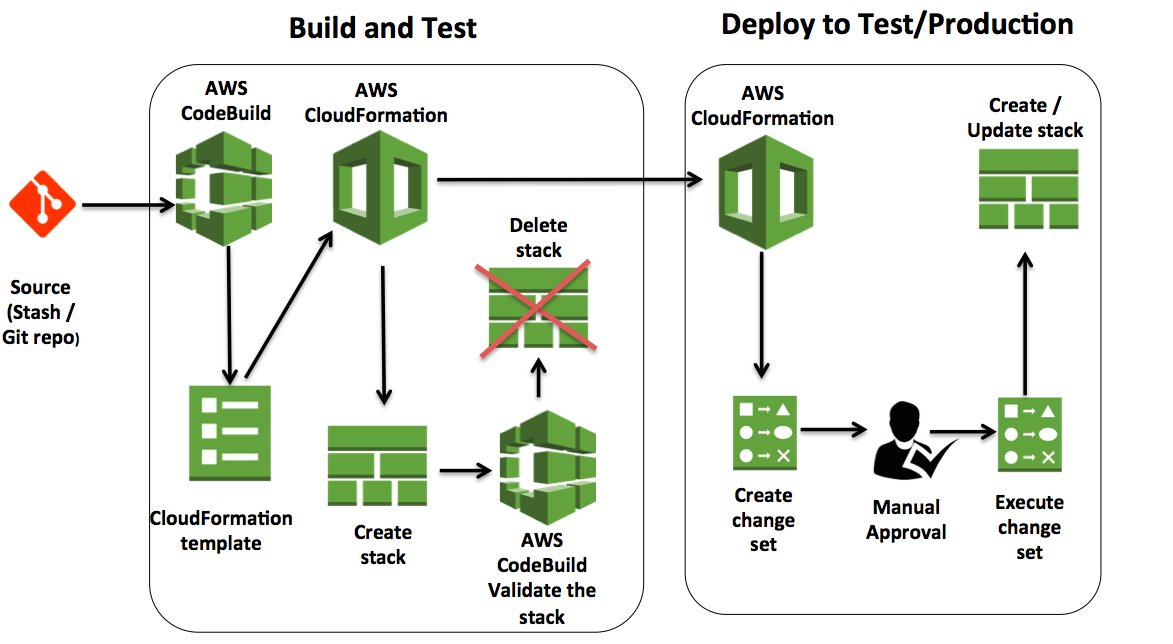 Build and Test
Deploy to Test/Production
AWS
CodeBuild
AWS
CloudFormation
AWS
CloudFormation
Create /
Update stack
Delete
stack
Source
(Stash /
Git repo)
CloudFormation
template
Create
stack
AWS
CodeBuild
Validate the
stack
Create
change
set
Manual
Approval
Execute
change
set